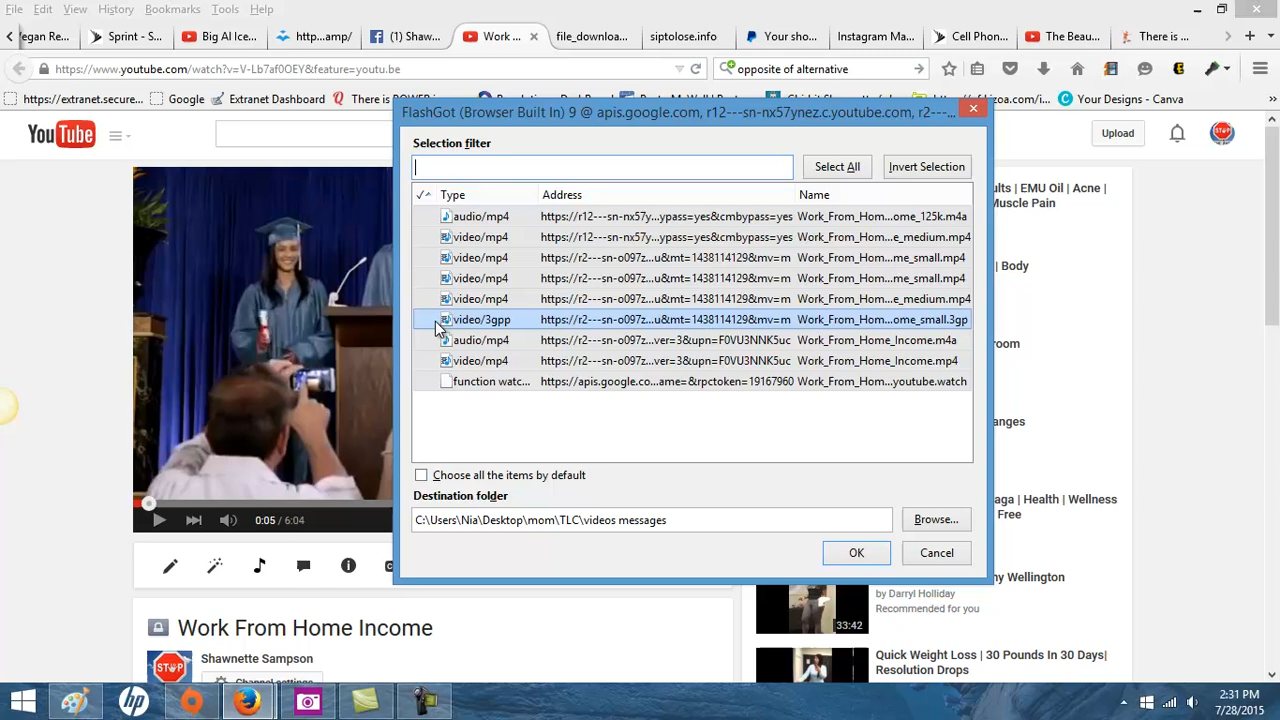 File Edit View History Bookmarks Tools Help
egan Re... Sprint - S... Big Al Ice... http...amp/ (1) Shaw... Work ... file_downloa... siptolose.com Your sho... Instagram Ma... Cell Phon... The Beau... There is ...
https://www.youtube.com/watch?v=V-Lb7af0OEY&feature=youtu.be opposite of alternative
https://extranet.secure... Google Extranet Dashboard Your Designs - Cert...
FlashGot (Browser Built In) 9 @ apis.google.com, r12---sn-nx57ynez.c.youtube.com, r2---...
You Tube Upload
Selection filter
Select All Invert Selection
Type Address Name
audio/mp4 https://r12---sn-nx57y...ypass=yes&cmbypass=yes Work_From_Hom...ome_125k.m4a
video/mp4 https://r12---sn-nx57y...ypass=yes&cmbypass=yes Work_From_Hom...e_medium.mp4
video/mp4 https://r2---sn-o097z...u&mt=1438114129&mv=m Work_From_Hom...me_small.mp4
video/mp4 https://r2---sn-o097z...u&mt=1438114129&mv=m Work_From_Hom...me_small.mp4
video/mp4 https://r2---sn-o097z...u&mt=1438114129&mv=m Work_From_Hom...e_medium.mp4
video/3gpp https://r2---sn-o097z...u&mt=1438114129&mv=m Work_From_Hom...ome_small.3gp
audio/mp4 https://r2---sn-o097z...ver=3&upn=F0VU3NNK5uc Work_From_Home_Income.m4a
video/mp4 https://r2---sn-o097z...ver=3&upn=F0VU3NNK5uc Work_From_Home_Income.mp4
function watc... https://apis.google.co...ame=&rpctoken=19167960 Work_From_Hom...youtube.watch
Choose all the items by default
Destination folder
C:\Users\Nia\Desktop\mom\TLC\videos messages Browse...
OK Cancel
ults | EMU Oil | Acne |
Muscle Pain
| Body
room
anges
aga | Health | Wellness
Free
0:05 / 6:04
ny Wellington
by Darryl Holliday
Recommended for you
33:42
Work From Home Income
Shawnette Sampson
Channel settings
Quick Weight Loss | 30 Pounds In 30 Days|
Resolution Drops
STOP
2:31 PM
7/28/2015